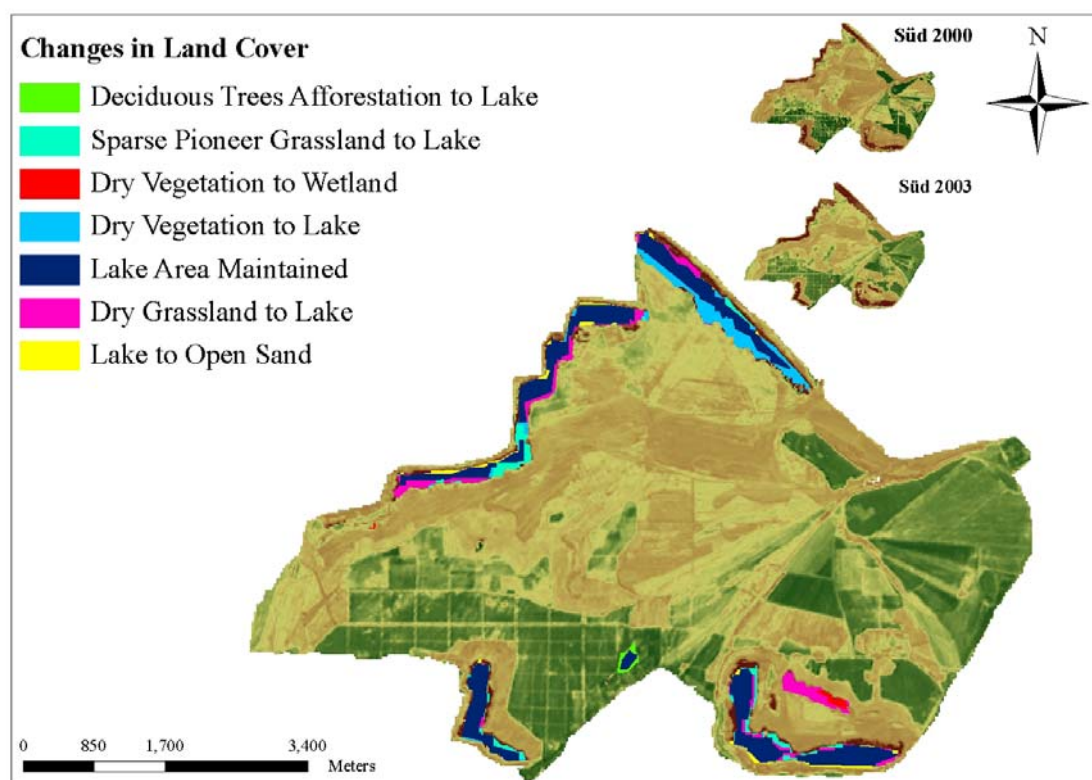 Changes in Land Cover
Deciduous Trees Afforestation to Lake
Sparse Pioneer Grassland to Lake
Dry Vegetation to Wetland
Dry Vegetation to Lake
Lake Area Maintained
Dry Grassland to Lake
Lake to Open Sand
Süd 2000
N
Süd 2003
0 850 1,700 3,400
Meters